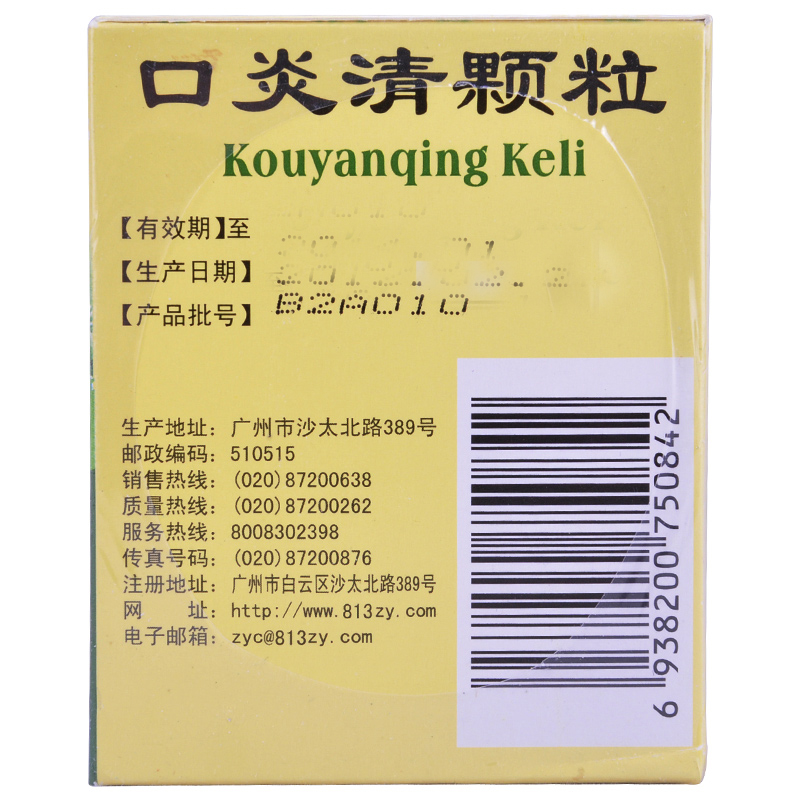 口炎清颗粒
Kouyanqing Keli
【有效期】至
【生产日期】
【产品批号】 B2A010
生产地址：广州市沙太北路389号
邮政编码：510515
销售热线：(020)87200638
质量热线：(020)87200262
服务热线：8008302398
传真号码：(020)87200876
注册地址：广州市白云区沙太北路389号
网　　址：http://www.813zy.com
电子邮箱：zyc@813zy.com
6 938200 750842